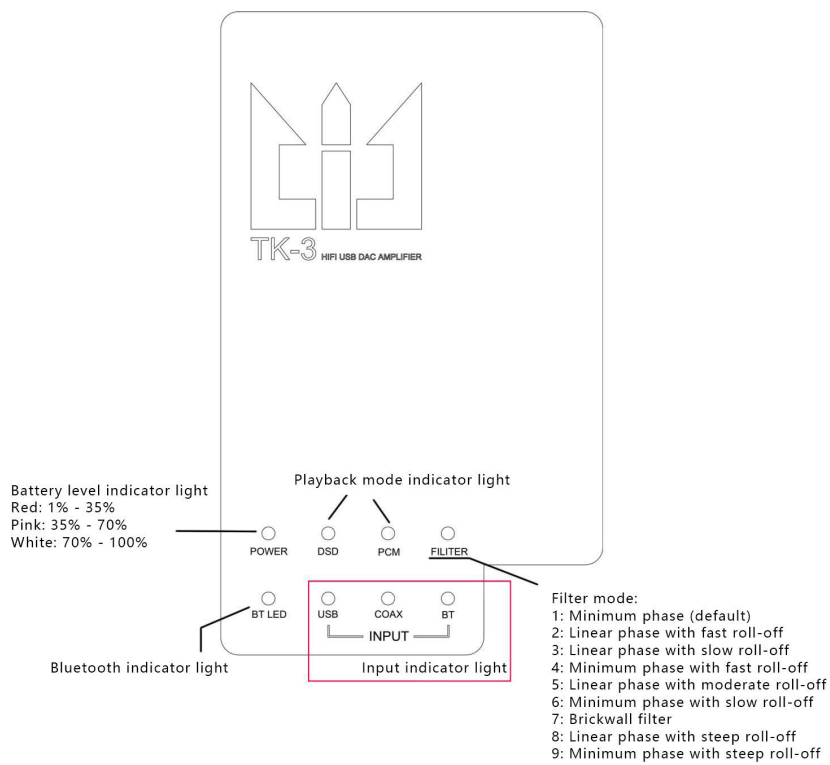 TK-3 HIFI USB DAC AMPLIFIER
Playback mode indicator light
Battery level indicator light
Red: 1% - 35%
Pink: 35% - 70%
White: 70% - 100%
POWER DSD PCM FILITER
BT LED USB COAX BT
INPUT
Bluetooth indicator light
Input indicator light
Filter mode:
1: Minimum phase (default)
2: Linear phase with fast roll-off
3: Linear phase with slow roll-off
4: Minimum phase with fast roll-off
5: Linear phase with moderate roll-off
6: Minimum phase with slow roll-off
7: Brickwall filter
8: Linear phase with steep roll-off
9: Minimum phase with steep roll-off